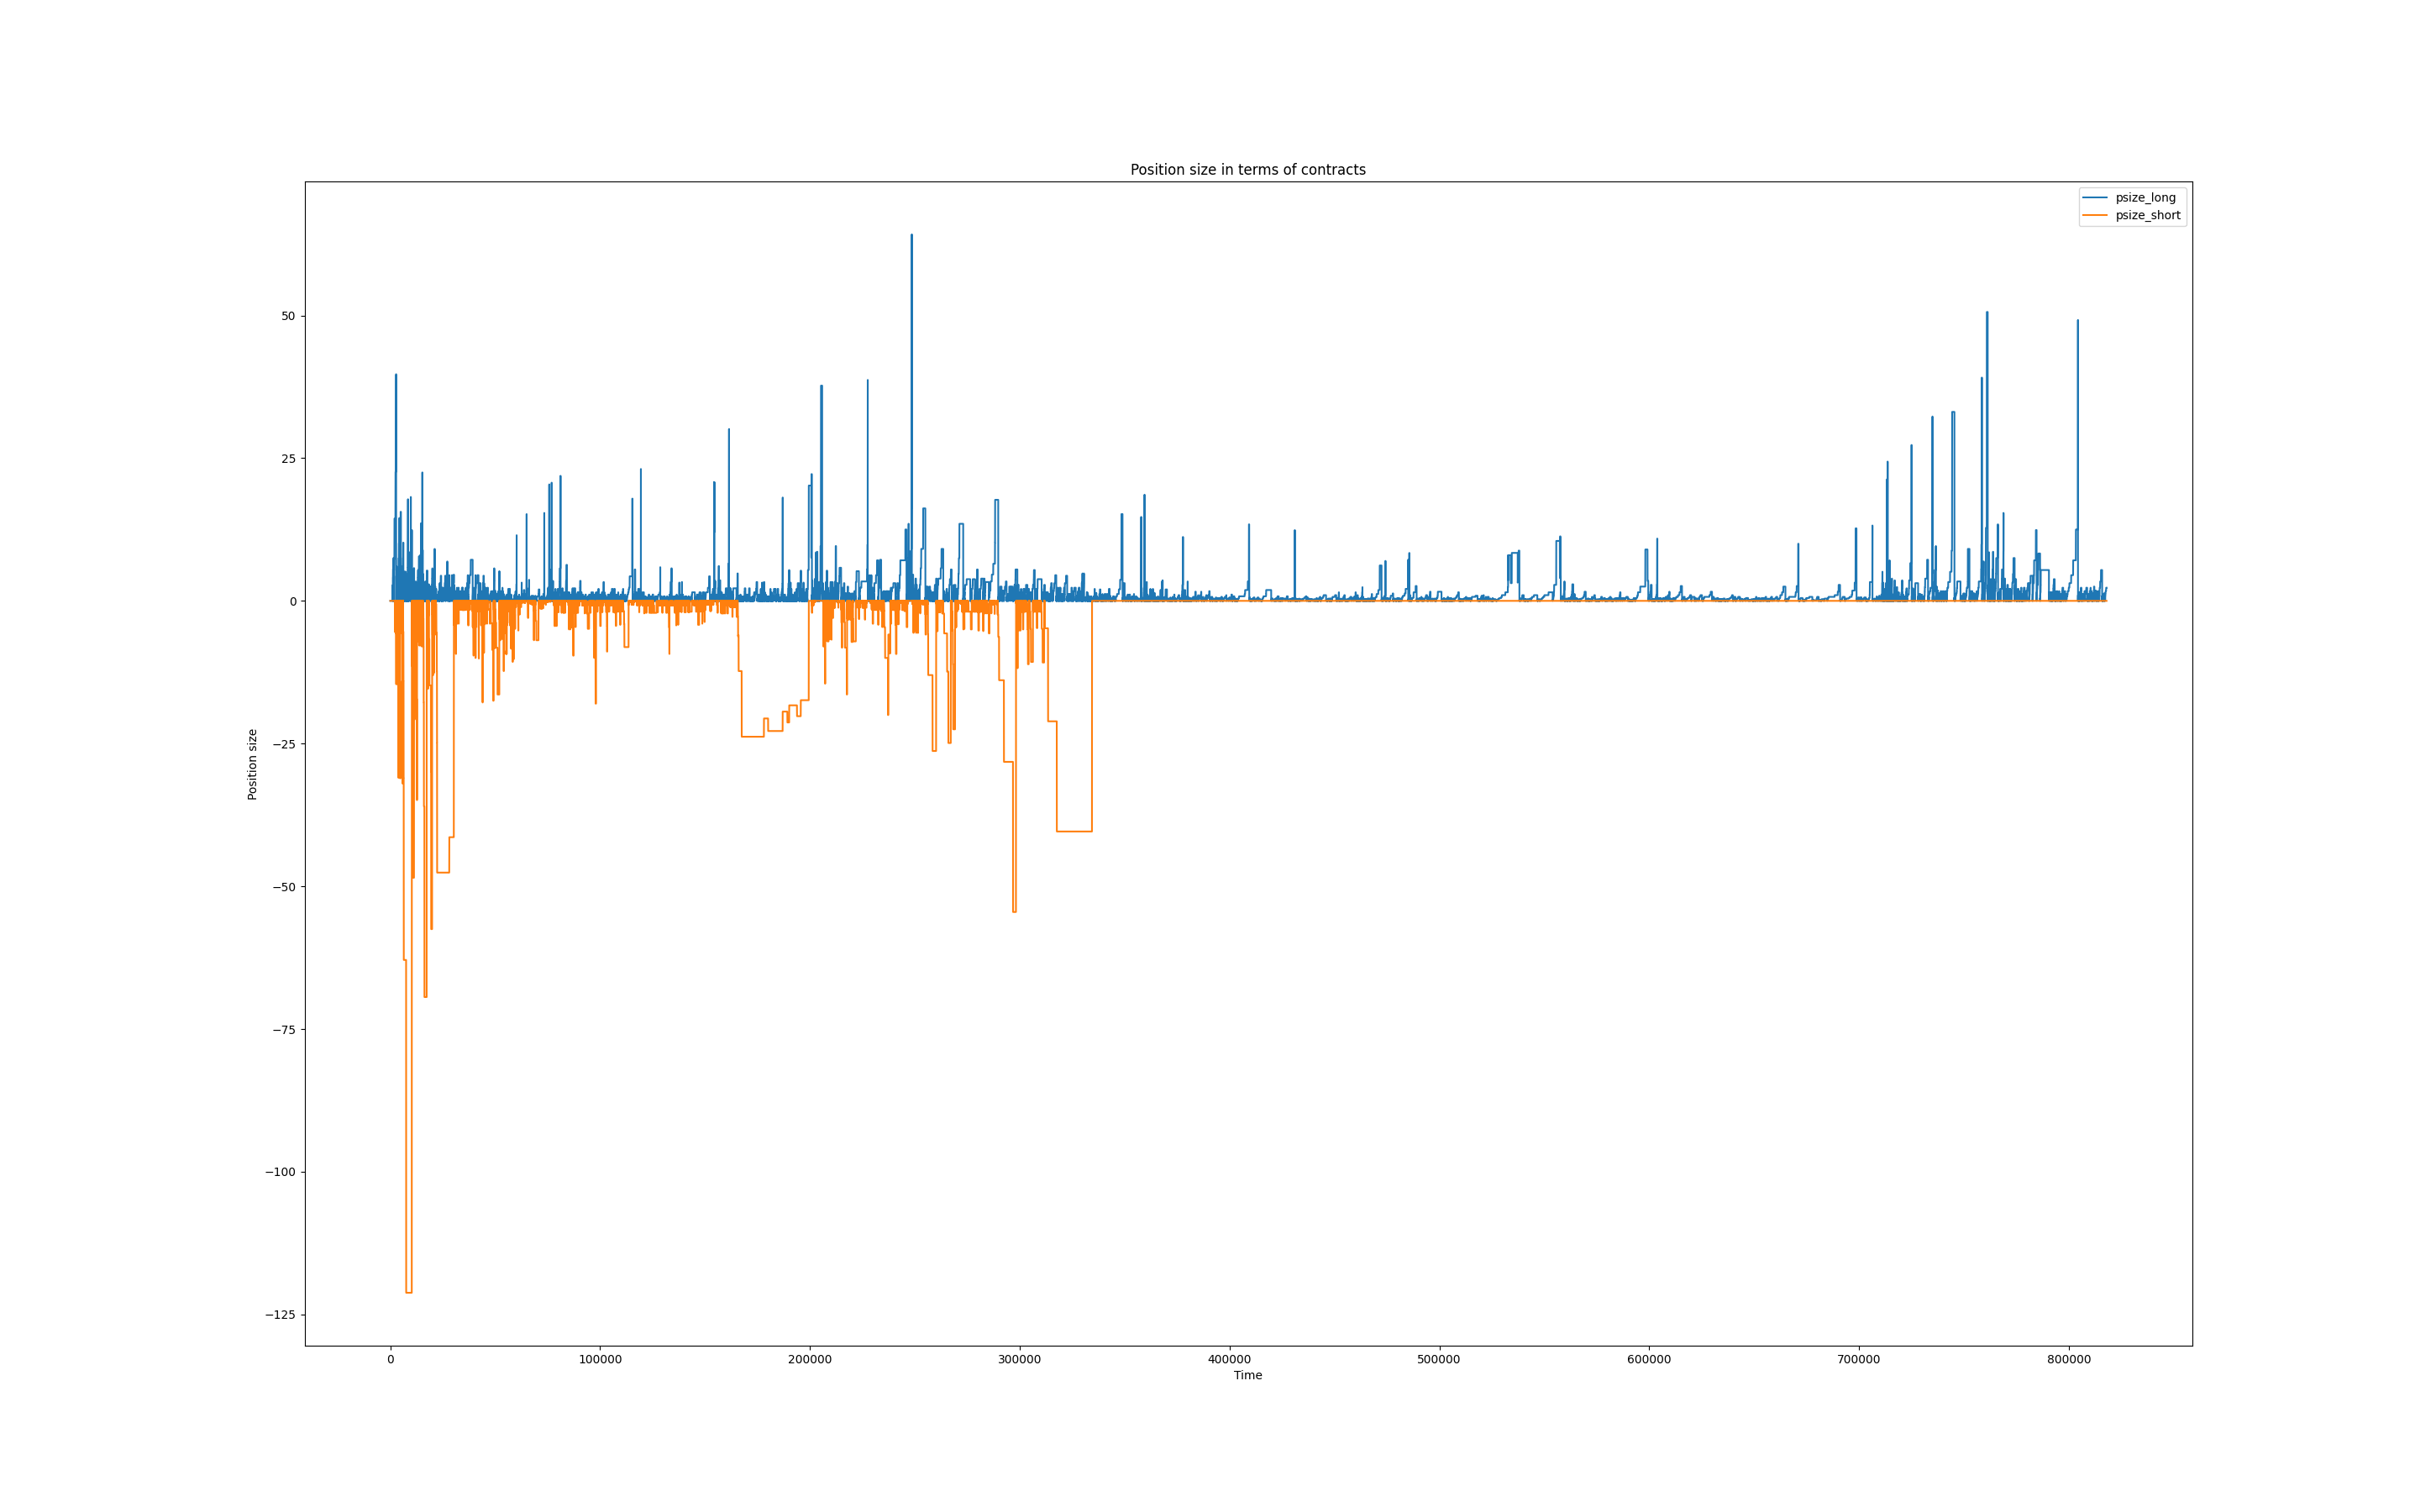 Position size in terms of contracts
psize_long
psize_short
50
25
0
−25
−50
−75
−100
−125
Position size
0 100000 200000 300000 400000 500000 600000 700000 800000
Time